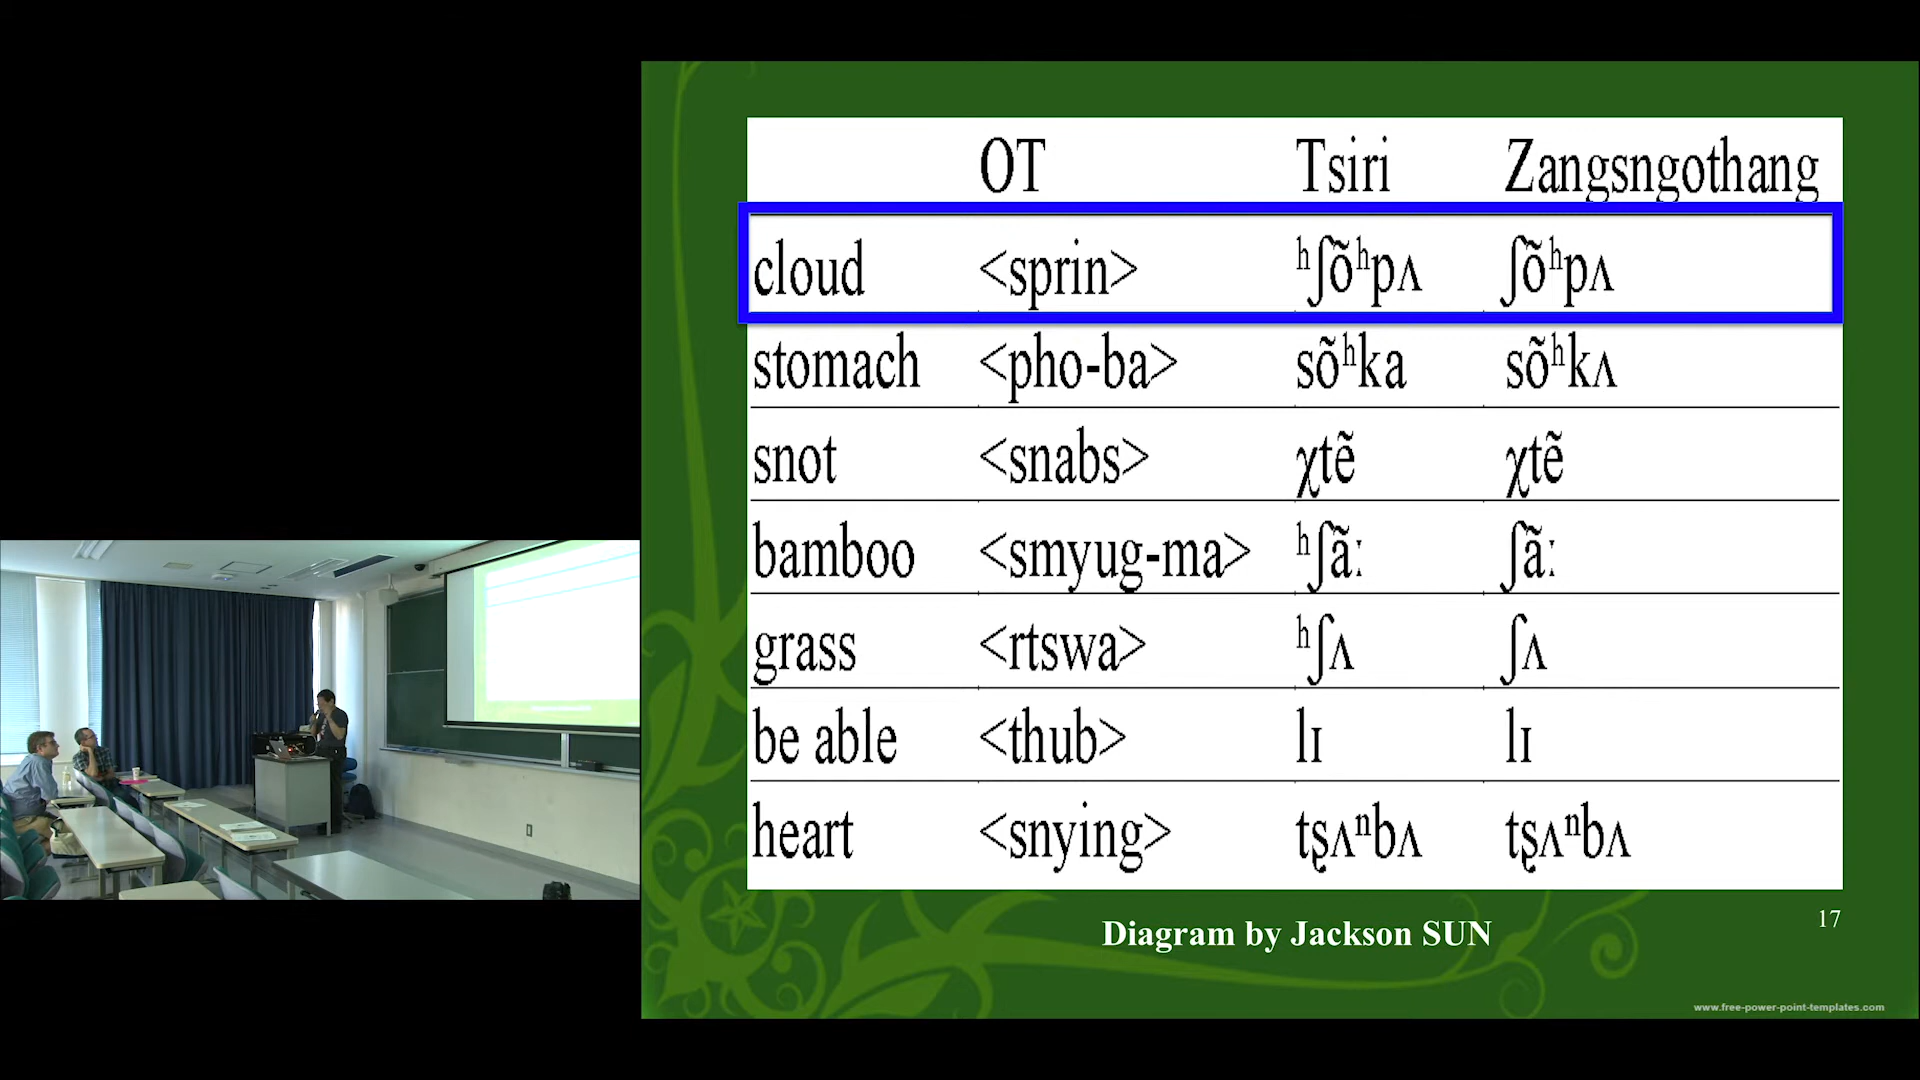 OT Tsiri Zangsngothang
cloud <sprin> ʰʃõʰpʌ ʃõʰpʌ
stomach <pho-ba> sõʰka sõʰkʌ
snot <snabs> χtẽ χtẽ
bamboo <smyug-ma> ʰʃãː ʃãː
grass <rtswa> ʰʃʌ ʃʌ
be able <thub> lɪ lɪ
heart <snying> tʂʌⁿbʌ tʂʌⁿbʌ
Diagram by Jackson SUN
17
www.free-power-point-templates.com